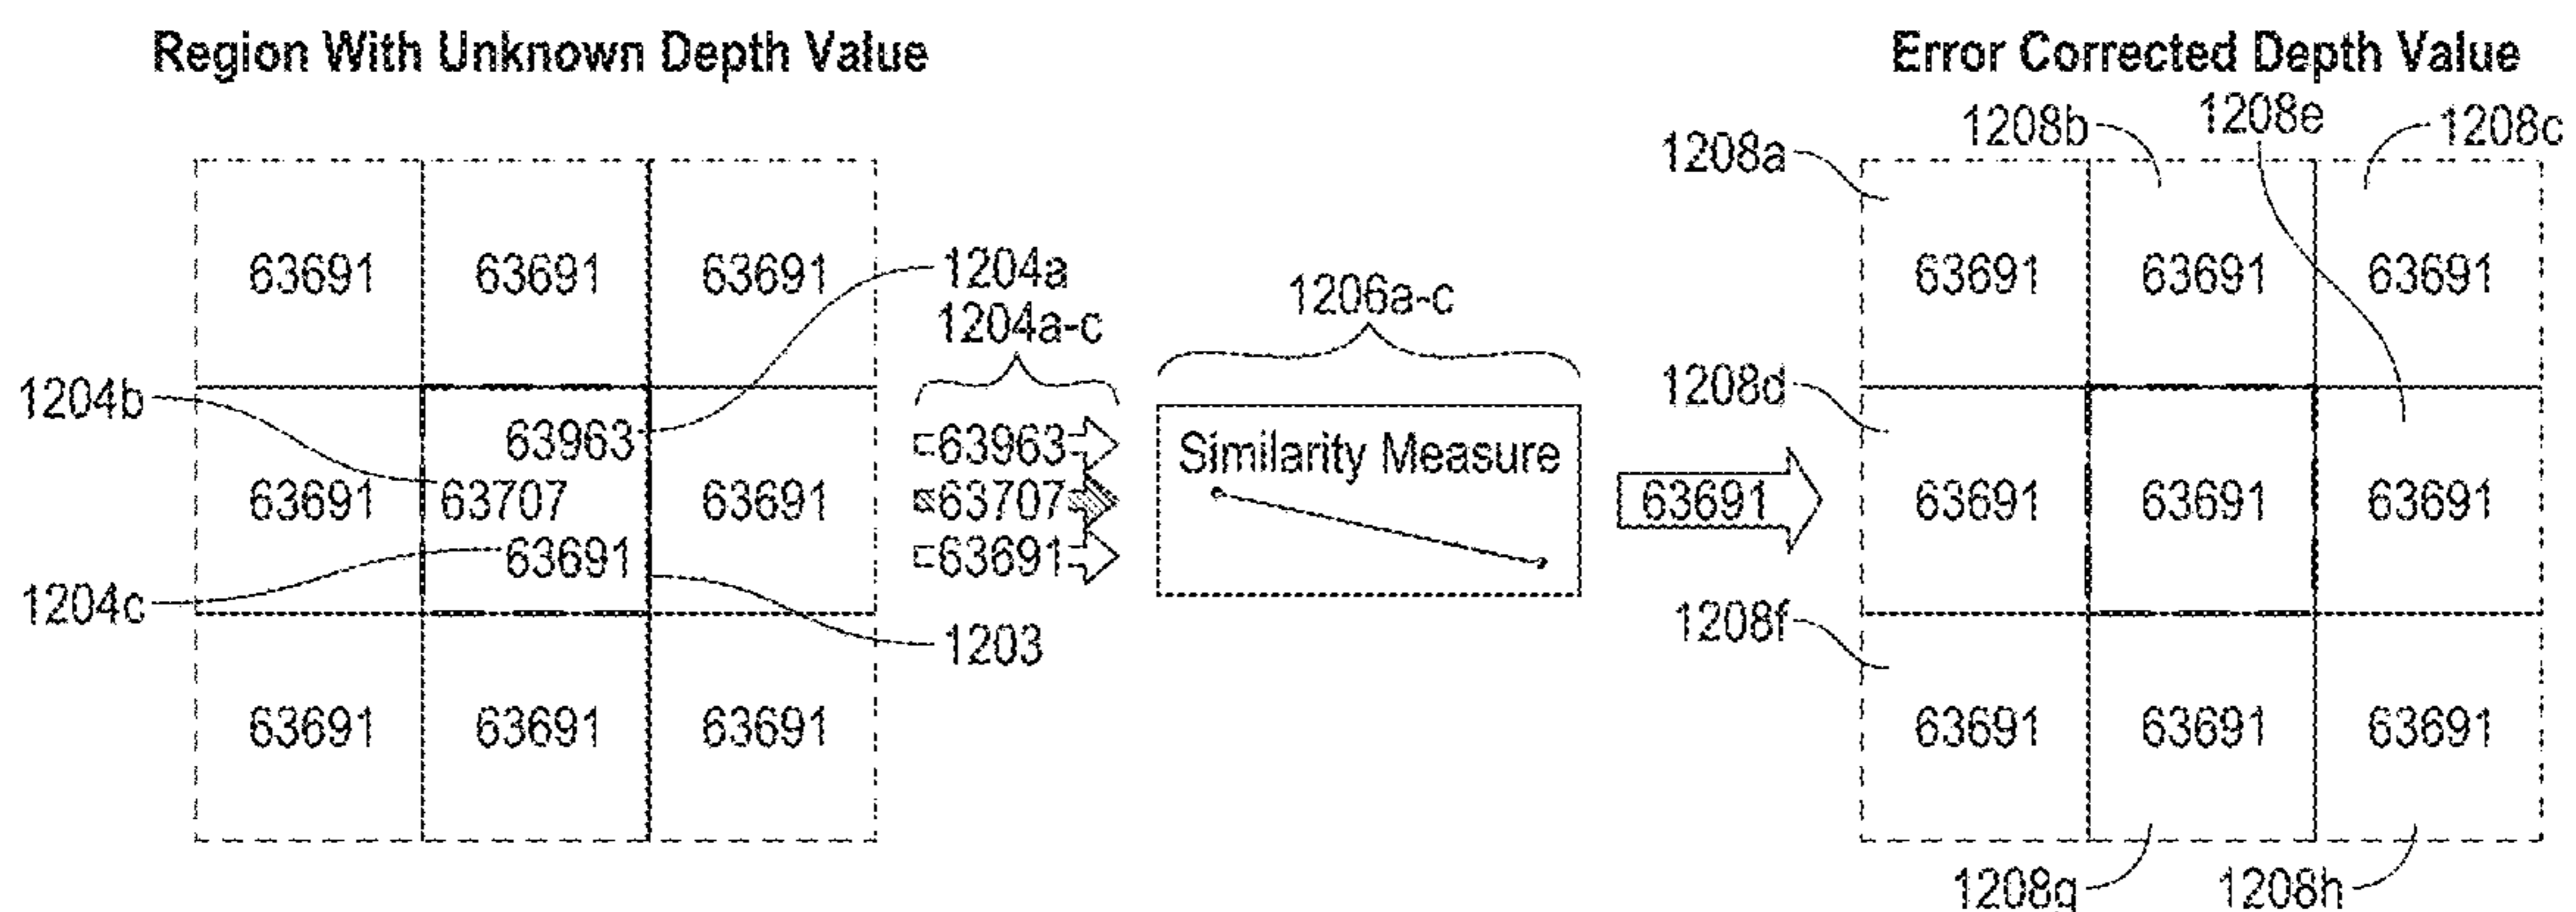 Region With Unknown Depth Value
Error Corrected Depth Value
1208a
1208b
1208e
1208c
63691 63691 63691
1204a
1204a-c
1206a-c
63691 63691 63691
1204b
63963
63963
Similarity Measure
1208d
63691 63707 63691
63707
63691
63691 63691 63691
1204c
63691
63691
1203
1208f
63691 63691 63691
63691 63691 63691
1208g
1208h